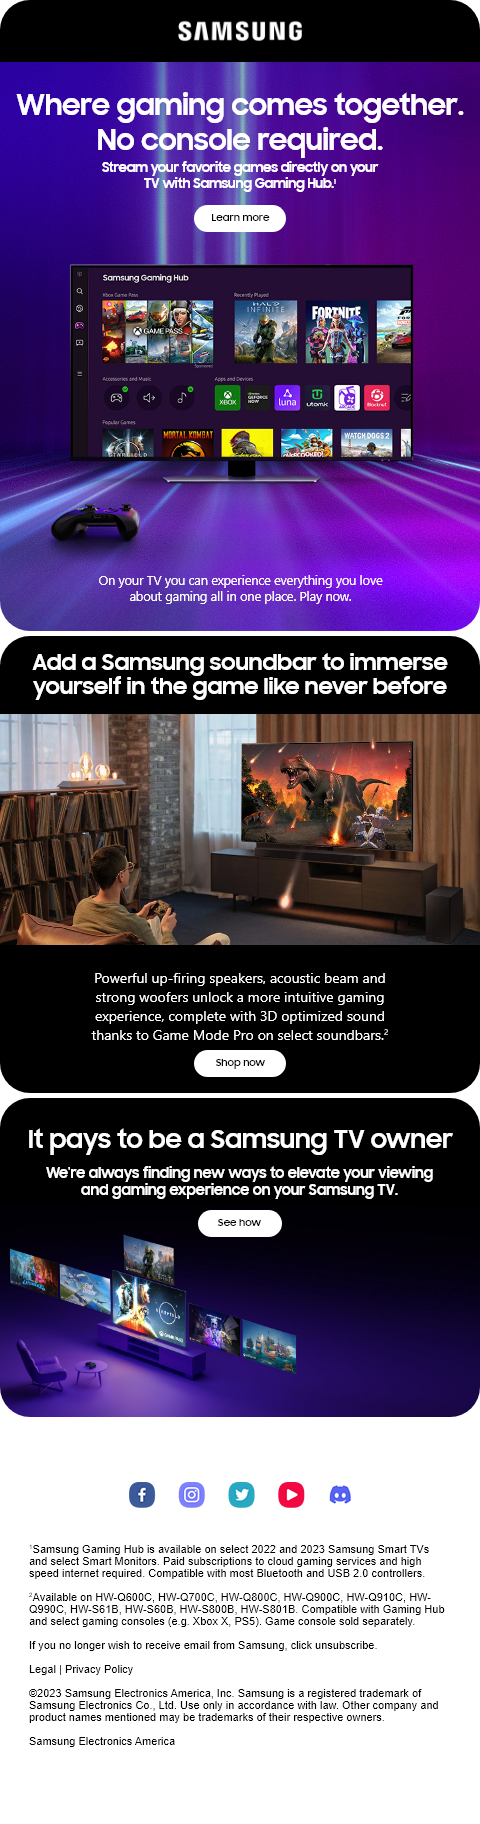 SAMSUNG
Where gaming comes together.
No console required.
Stream your favorite games directly on your
TV with Samsung Gaming Hub.¹
Learn more
Samsung Gaming Hub
Xbox Game Pass
Recently Played
GAME PASS
HALO
INFINITE
FORTNITE
Sponsored
Accessories and Music
Apps and Devices
XBOX
GEFORCE
NOW
luna
utomic
Blacknut
Popular Games
STARFIELD
MORTAL KOMBAT
WATCH DOGS 2
On your TV you can experience everything you love
about gaming all in one place. Play now.
Add a Samsung soundbar to immerse
yourself in the game like never before
Powerful up-firing speakers, acoustic beam and
strong woofers unlock a more intuitive gaming
experience, complete with 3D optimized sound
thanks to Game Mode Pro on select soundbars.²
Shop now
It pays to be a Samsung TV owner
We're always finding new ways to elevate your viewing
and gaming experience on your Samsung TV.
See how
STARFIELD
GAME PASS
¹Samsung Gaming Hub is available on select 2022 and 2023 Samsung Smart TVs
and select Smart Monitors. Paid subscriptions to cloud gaming services and high
speed internet required. Compatible with most Bluetooth and USB 2.0 controllers.
²Available on HW-Q600C, HW-Q700C, HW-Q800C, HW-Q900C, HW-Q910C, HW-
Q990C, HW-S61B, HW-S60B, HW-S800B, HW-S801B. Compatible with Gaming Hub
and select gaming consoles (e.g. Xbox X, PS5). Game console sold separately.
If you no longer wish to receive email from Samsung, click unsubscribe.
Legal | Privacy Policy
©2023 Samsung Electronics America, Inc. Samsung is a registered trademark of
Samsung Electronics Co., Ltd. Use only in accordance with law. Other company and
product names mentioned may be trademarks of their respective owners.
Samsung Electronics America